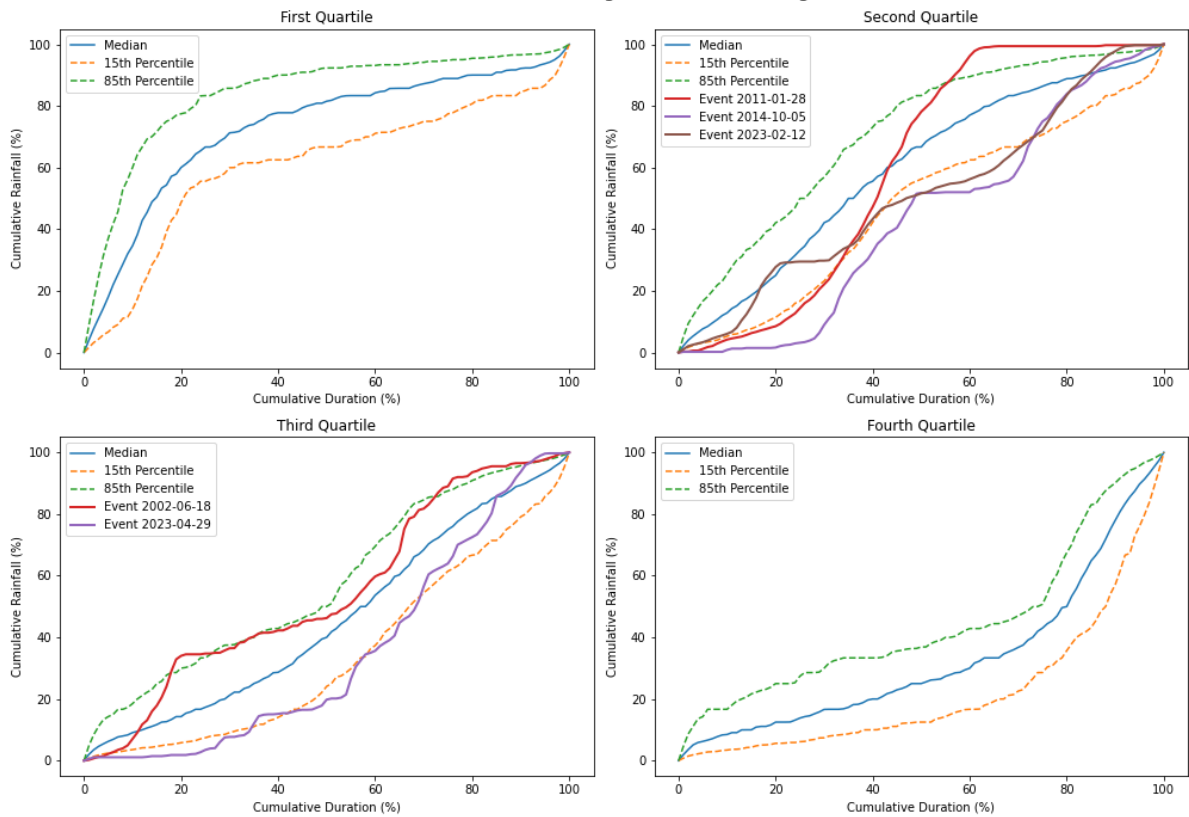 First Quartile
Median
15th Percentile
85th Percentile
100
80
60
40
20
0
Cumulative Rainfall (%)
0 20 40 60 80 100
Cumulative Duration (%)
Second Quartile
Median
15th Percentile
85th Percentile
Event 2011-01-28
Event 2014-10-05
Event 2023-02-12
100
80
60
40
20
0
Cumulative Rainfall (%)
0 20 40 60 80 100
Cumulative Duration (%)
Third Quartile
Median
15th Percentile
85th Percentile
Event 2002-06-18
Event 2023-04-29
100
80
60
40
20
0
Cumulative Rainfall (%)
0 20 40 60 80 100
Cumulative Duration (%)
Fourth Quartile
Median
15th Percentile
85th Percentile
100
80
60
40
20
0
Cumulative Rainfall (%)
0 20 40 60 80 100
Cumulative Duration (%)